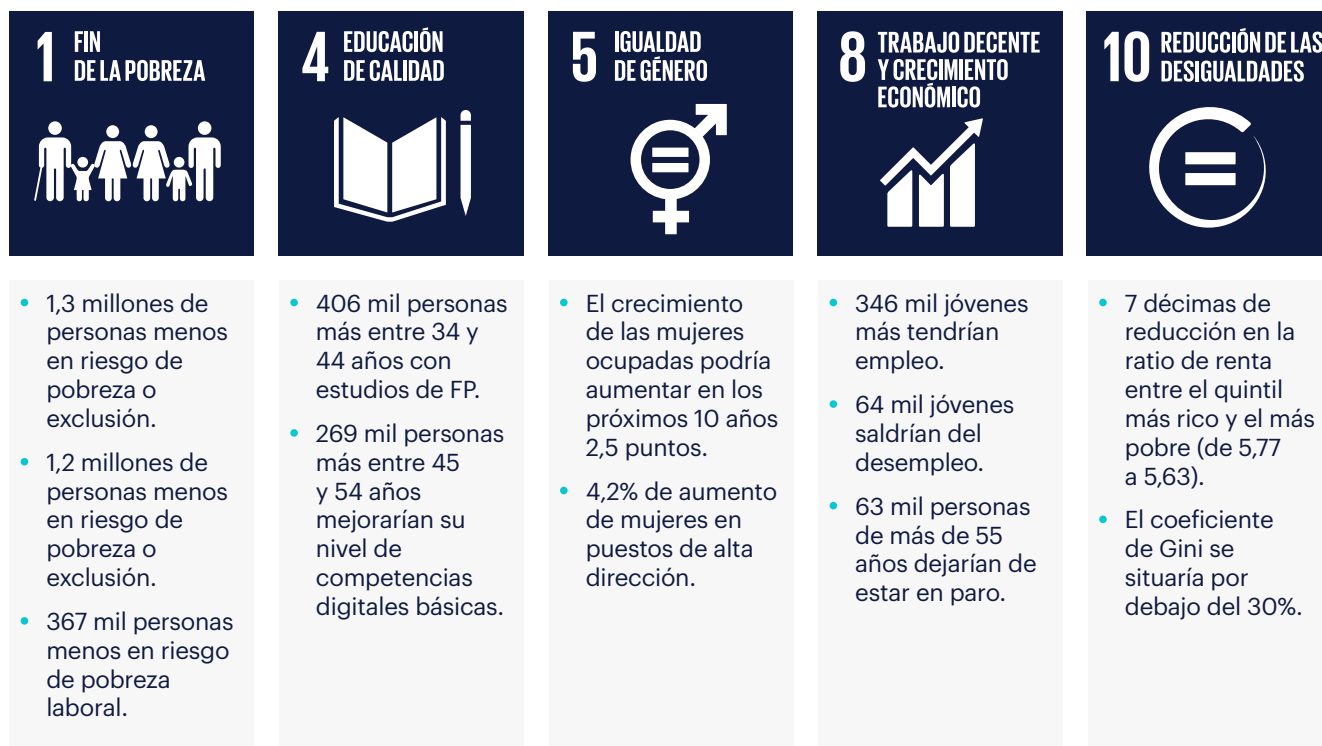 1 FIN
DE LA POBREZA
• 1,3 millones de
personas menos
en riesgo de
pobreza o
exclusión.
• 1,2 millones de
personas menos
en riesgo de
pobreza o
exclusión.
• 367 mil personas
menos en riesgo
de pobreza
laboral.
4 EDUCACIÓN
DE CALIDAD
• 406 mil personas
más entre 34 y
44 años con
estudios de FP.
• 269 mil personas
más entre 45
y 54 años
mejorarían su
nivel de
competencias
digitales básicas.
5 IGUALDAD
DE GÉNERO
• El crecimiento
de las mujeres
ocupadas podría
aumentar en los
próximos 10 años
2,5 puntos.
• 4,2% de aumento
de mujeres en
puestos de alta
dirección.
8 TRABAJO DECENTE
Y CRECIMIENTO
ECONÓMICO
• 346 mil jóvenes
más tendrían
empleo.
• 64 mil jóvenes
saldrían del
desempleo.
• 63 mil personas
de más de 55
años dejarían de
estar en paro.
10 REDUCCIÓN DE LAS
DESIGUALDADES
• 7 décimas de
reducción en la
ratio de renta
entre el quintil
más rico y el más
pobre (de 5,77
a 5,63).
• El coeficiente
de Gini se
situaría por
debajo del 30%.